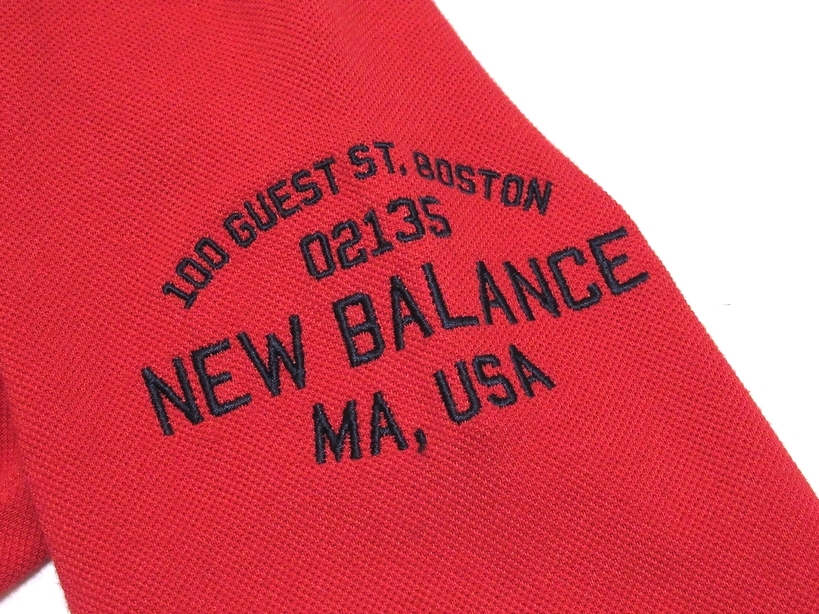 100 GUEST ST. BOSTON
02135
NEW BALANCE
MA, USA